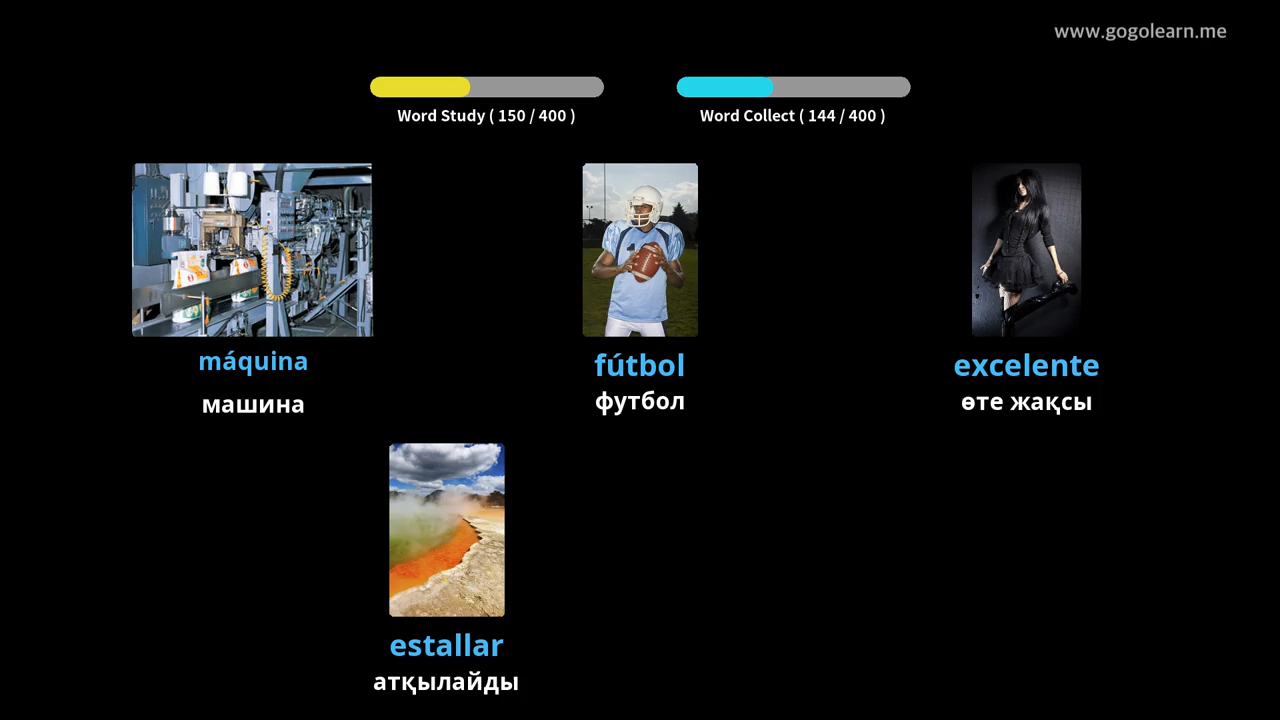 www.gogolearn.me
Word Study ( 150 / 400 )
Word Collect ( 144 / 400 )
máquina
машина
fútbol
футбол
excelente
өте жақсы
estallar
атқылайды